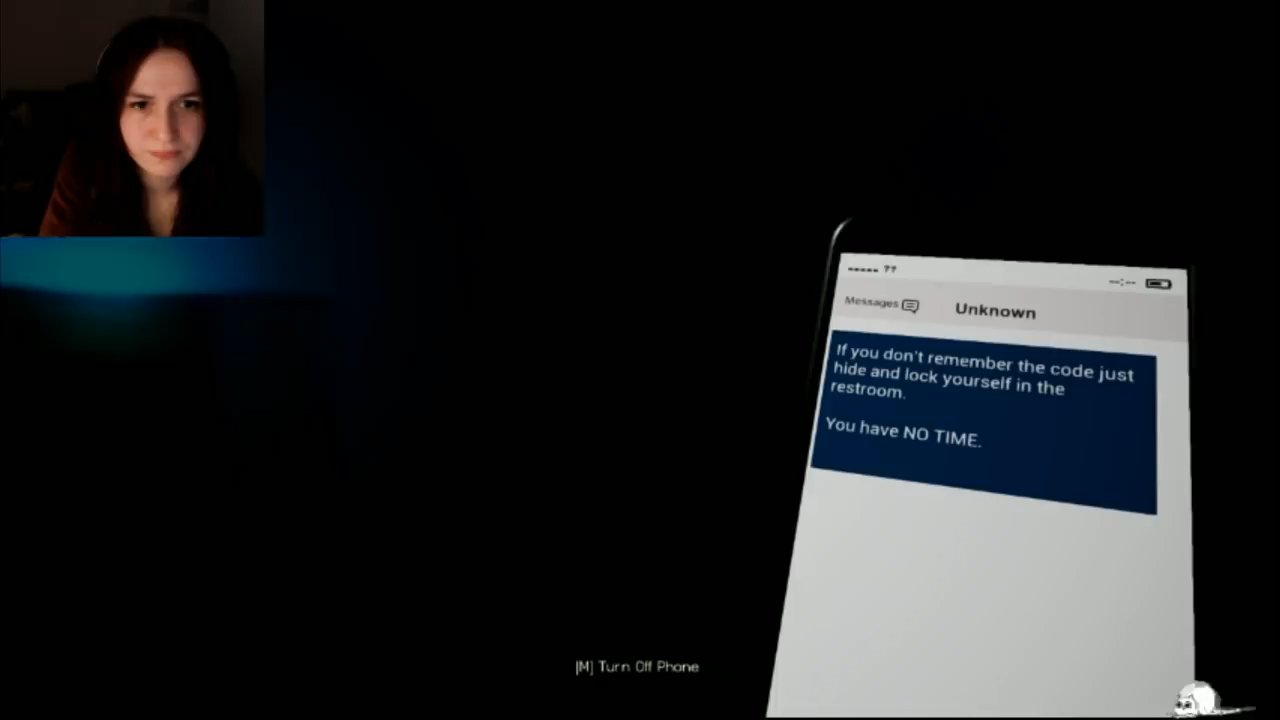 ----- ??
--:--
Messages
Unknown
If you don't remember the code just
hide and lock yourself in the
restroom.
You have NO TIME.
[M] Turn Off Phone